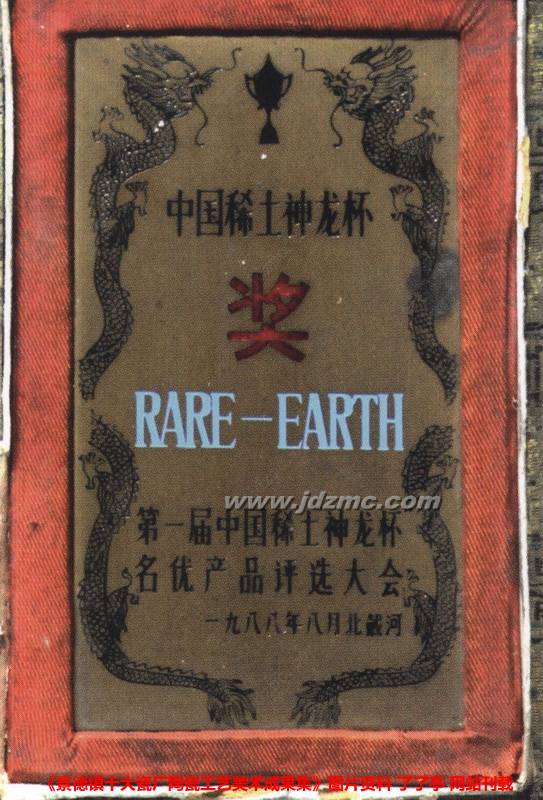 中国稀土神龙杯
奖
RARE－EARTH
www.jdzmc.com
第一届中国稀土神龙杯
名优产品评选大会
一九八八年八月北戴河
《景德镇十大瓷厂陶瓷工艺美术成果集》图片资料 了了亭 网站刊载